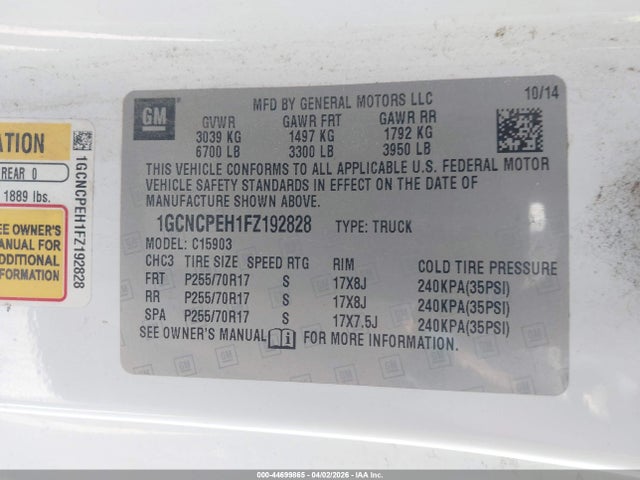 GM
MFD BY GENERAL MOTORS LLC
10/14
GVWR GAWR FRT GAWR RR
3039 KG 1497 KG 1792 KG
6700 LB 3300 LB 3950 LB
THIS VEHICLE CONFORMS TO ALL APPLICABLE U.S. FEDERAL MOTOR
VEHICLE SAFETY STANDARDS IN EFFECT ON THE DATE OF
MANUFACTURE SHOWN ABOVE.
1GCNCPEH1FZ192828 TYPE: TRUCK
MODEL: C15903
CHC3 TIRE SIZE SPEED RTG RIM COLD TIRE PRESSURE
FRT P255/70R17 S 17X8J 240KPA(35PSI)
RR P255/70R17 S 17X8J 240KPA(35PSI)
SPA P255/70R17 S 17X7.5J 240KPA(35PSI)
SEE OWNER'S MANUAL FOR MORE INFORMATION.
ATION
REAR 0
1889 lbs.
SEE OWNER'S
MANUAL FOR
ADDITIONAL
INFORMATION
1GCNCPEH1FZ192828
000-44699865 - 04/02/2026 - IAAI.com